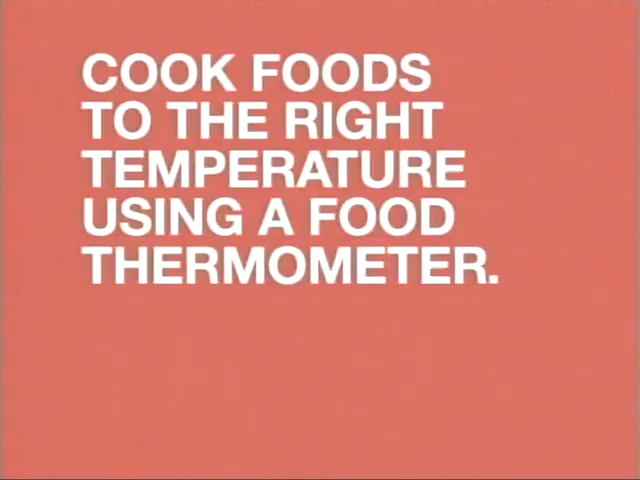 COOK FOODS
TO THE RIGHT
TEMPERATURE
USING A FOOD
THERMOMETER.